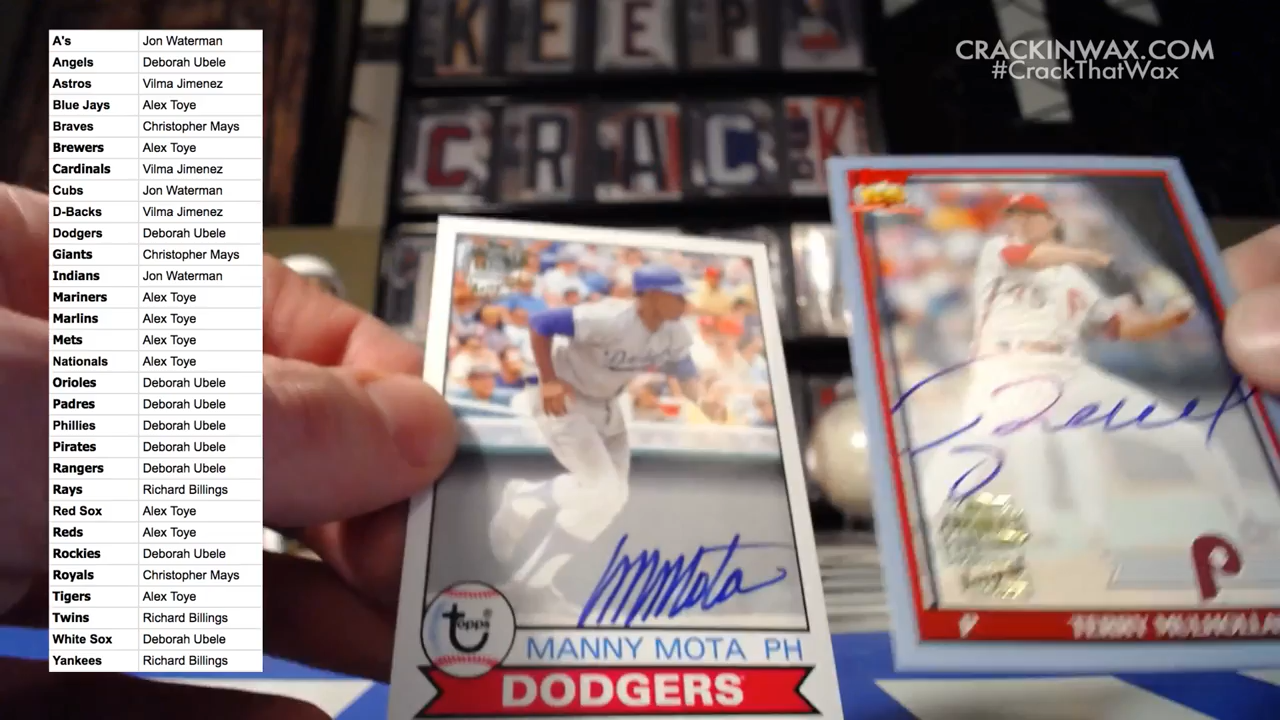 A's Jon Waterman
Angels Deborah Ubele
Astros Vilma Jimenez
Blue Jays Alex Toye
Braves Christopher Mays
Brewers Alex Toye
Cardinals Vilma Jimenez
Cubs Jon Waterman
D-Backs Vilma Jimenez
Dodgers Deborah Ubele
Giants Christopher Mays
Indians Jon Waterman
Mariners Alex Toye
Marlins Alex Toye
Mets Alex Toye
Nationals Alex Toye
Orioles Deborah Ubele
Padres Deborah Ubele
Phillies Deborah Ubele
Pirates Deborah Ubele
Rangers Deborah Ubele
Rays Richard Billings
Red Sox Alex Toye
Reds Alex Toye
Rockies Deborah Ubele
Royals Christopher Mays
Tigers Alex Toye
Twins Richard Billings
White Sox Deborah Ubele
Yankees Richard Billings
KEEP
CRACK
CRACKINWAX.COM
#CrackThatWax
Dodgers
MMota
topps
MANNY MOTA PH
DODGERS
P
TERRY